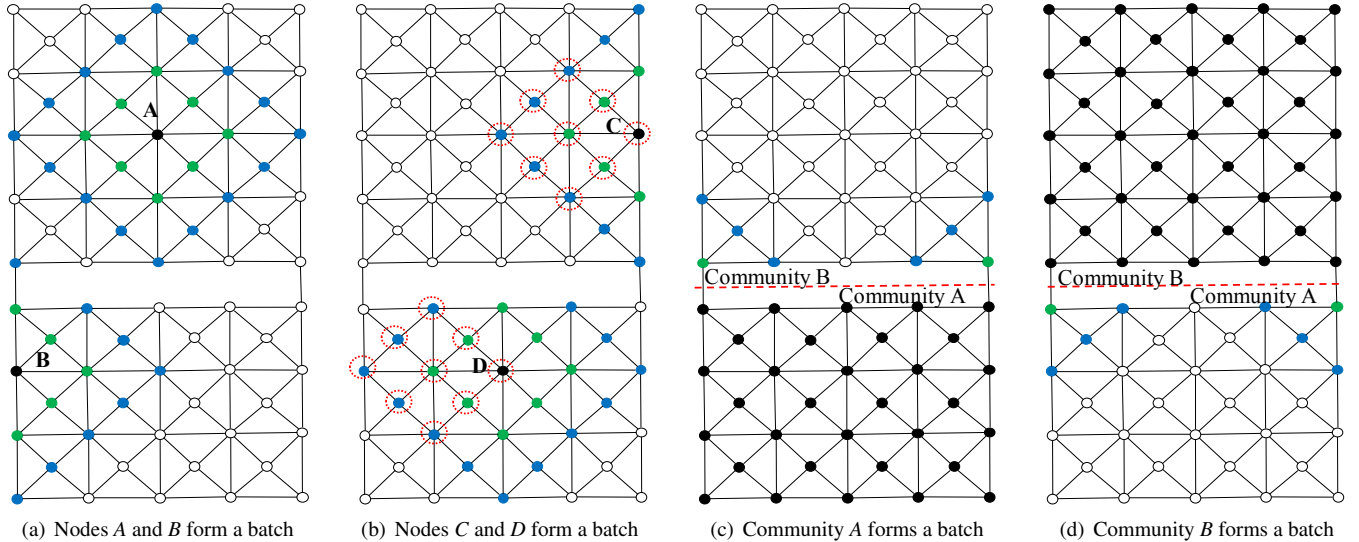 A
B
(a) Nodes A and B form a batch
C
D
(b) Nodes C and D form a batch
Community B
Community A
(c) Community A forms a batch
Community B
Community A
(d) Community B forms a batch